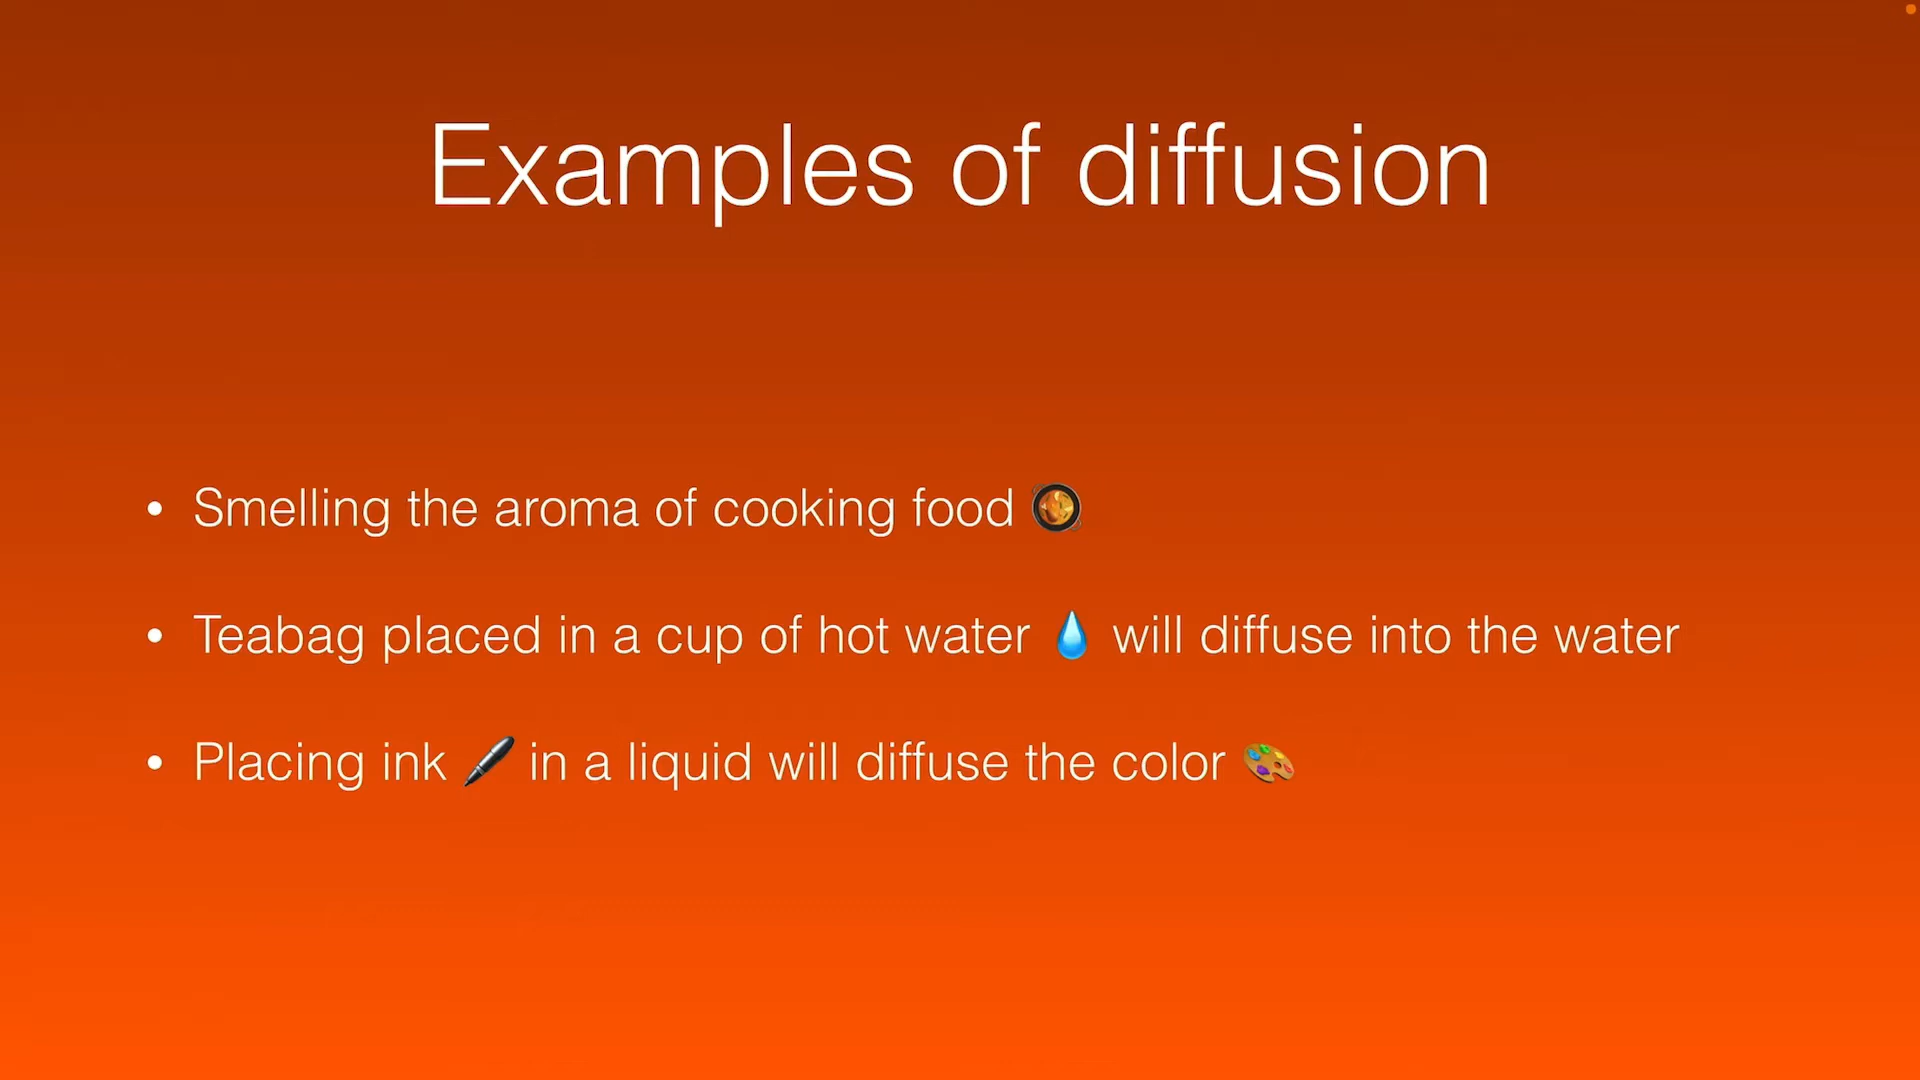 Examples of diffusion
• Smelling the aroma of cooking food 🥘
• Teabag placed in a cup of hot water 💧 will diffuse into the water
• Placing ink 🖊️ in a liquid will diffuse the color 🎨